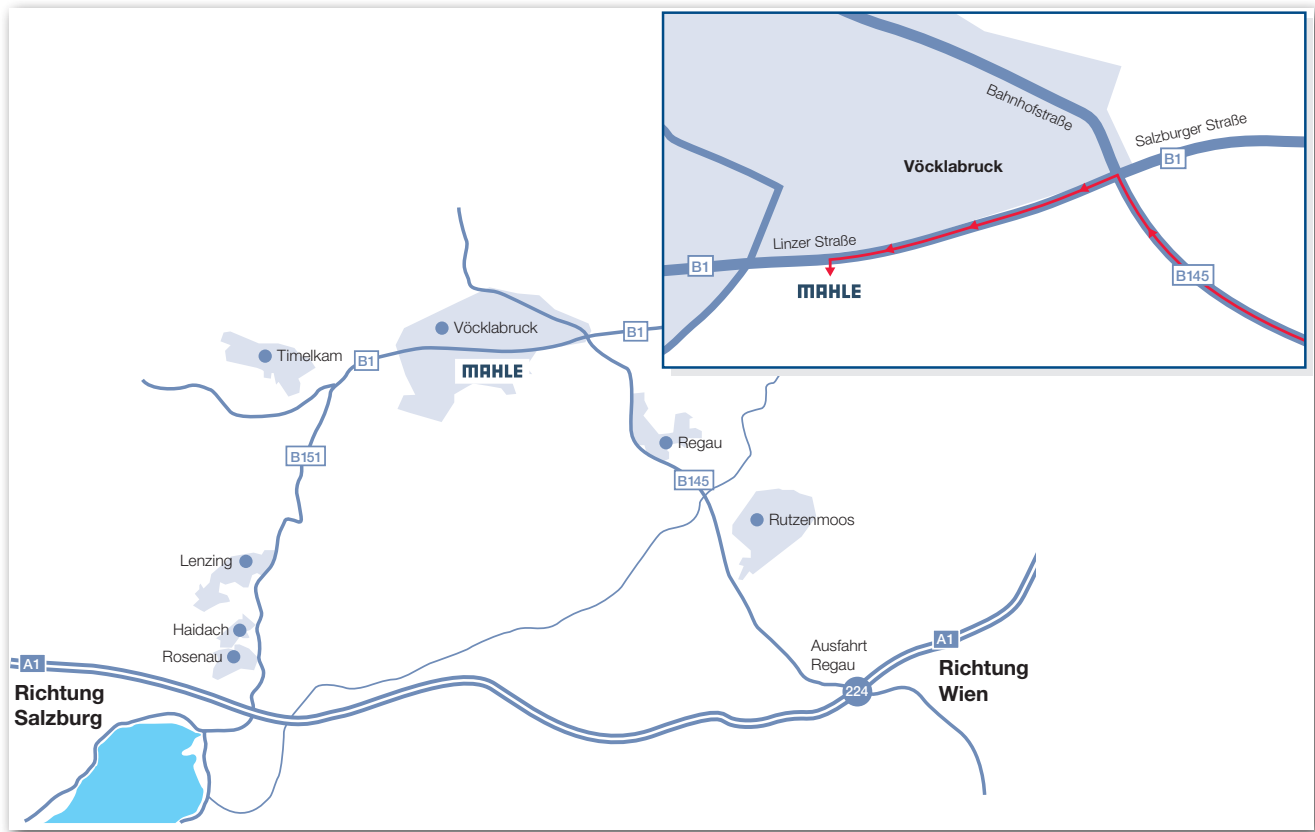 Bahnhofstraße
Salzburger Straße
B1
Vöcklabruck
Linzer Straße
B1
MAHLE
B145
Vöcklabruck
B1
Timelkam
B1
MAHLE
Regau
B151
B145
Rutzenmoos
Lenzing
Haidach
Rosenau
A1
Richtung
Salzburg
Ausfahrt
Regau
224
A1
Richtung
Wien